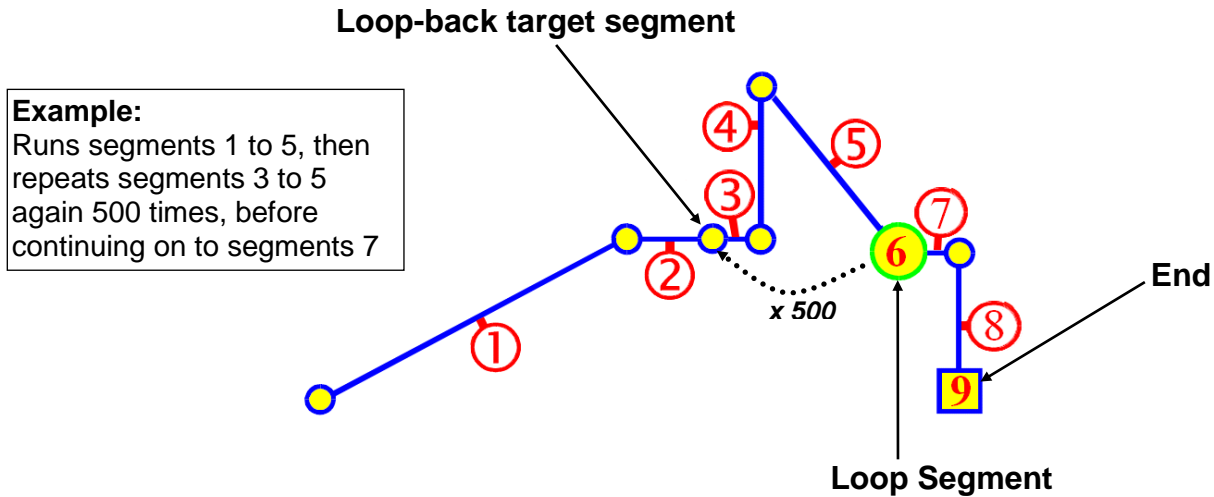 Loop-back target segment
Example:
Runs segments 1 to 5, then
repeats segments 3 to 5
again 500 times, before
continuing on to segments 7
4
5
3
7
6
2
x 500
End
8
1
9
Loop Segment